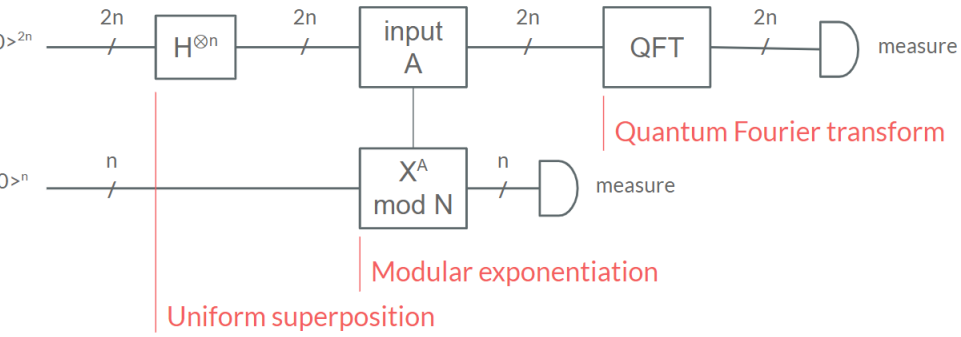 2n
2n
2n
2n
0>²ⁿ
H^⊗n
input
A
QFT
measure
Quantum Fourier transform
n
n
0>ⁿ
X^A
mod N
measure
Modular exponentiation
Uniform superposition